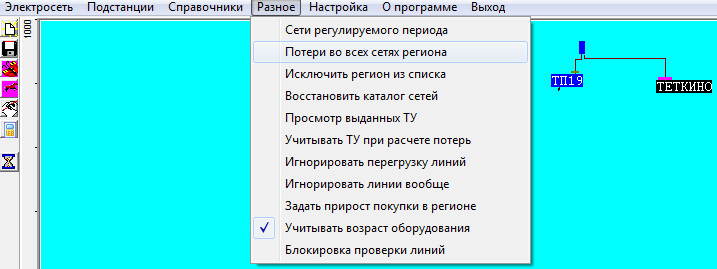 Электросеть Подстанции Справочники Разное Настройка О программе Выход
1000
Сети регулируемого периода
Потери во всех сетях региона
Исключить регион из списка
Восстановить каталог сетей
Просмотр выданных ТУ
Учитывать ТУ при расчете потерь
Игнорировать перегрузку линий
Игнорировать линии вообще
Задать прирост покупки в регионе
Учитывать возраст оборудования
Блокировка проверки линий
ТП19 ТЕТКИНО